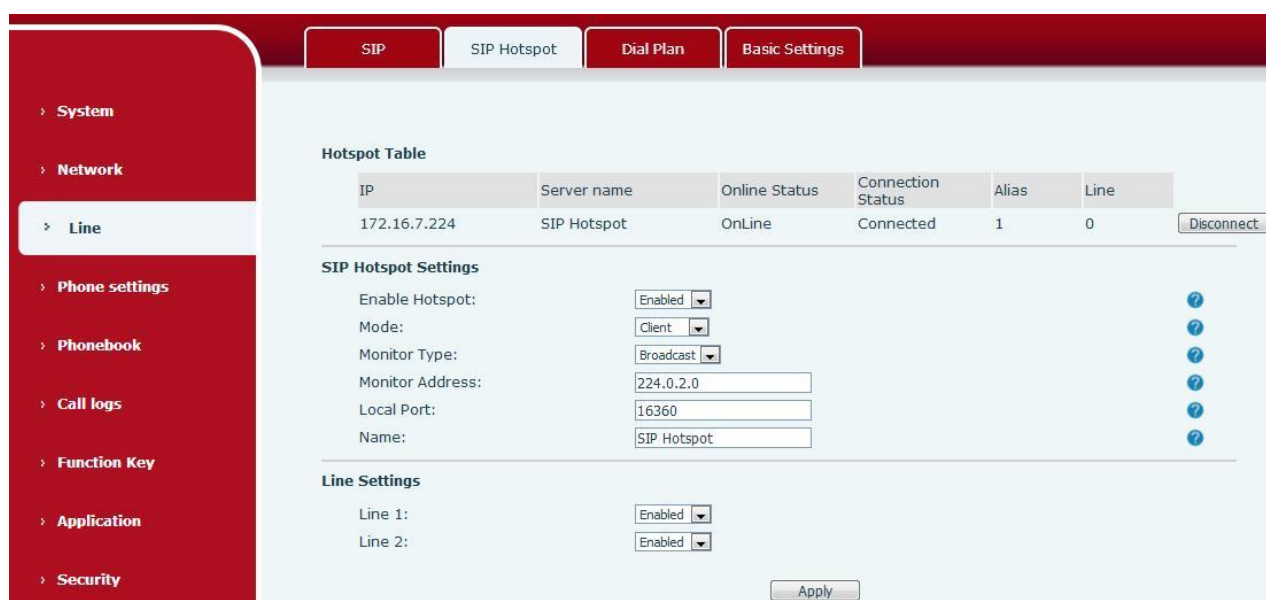 SIP
SIP Hotspot
Dial Plan
Basic Settings
› System
› Network
› Line
› Phone settings
› Phonebook
› Call logs
› Function Key
› Application
› Security
Hotspot Table
IP Server name Online Status Connection Status Alias Line
172.16.7.224 SIP Hotspot OnLine Connected 1 0 Disconnect
SIP Hotspot Settings
Enable Hotspot: Enabled ?
Mode: Client ?
Monitor Type: Broadcast ?
Monitor Address: 224.0.2.0 ?
Local Port: 16360 ?
Name: SIP Hotspot ?
Line Settings
Line 1: Enabled
Line 2: Enabled
Apply